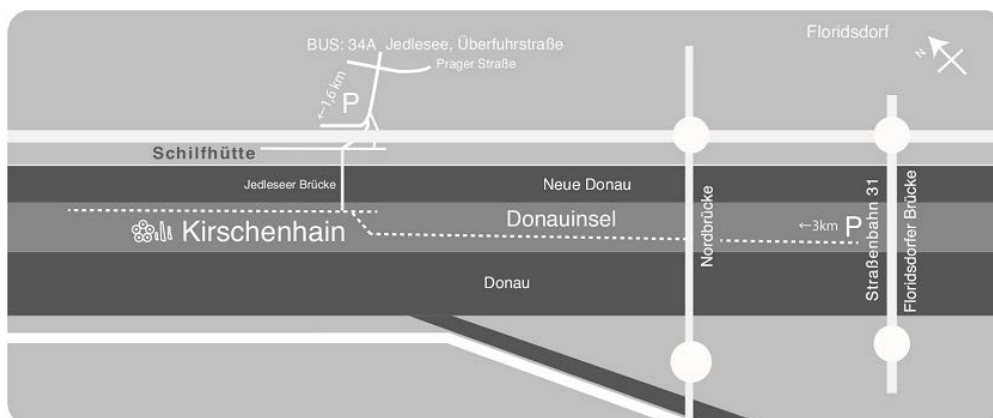 Floridsdorf
N
BUS: 34A Jedlesee, Überfuhrstraße
Prager Straße
←1,6 km
P
Schilfhütte
Jedleseer Brücke
Neue Donau
Kirschenhain
Donauinsel
←3km P
Donau
Nordbrücke
Straßenbahn 31
Floridsdorfer Brücke